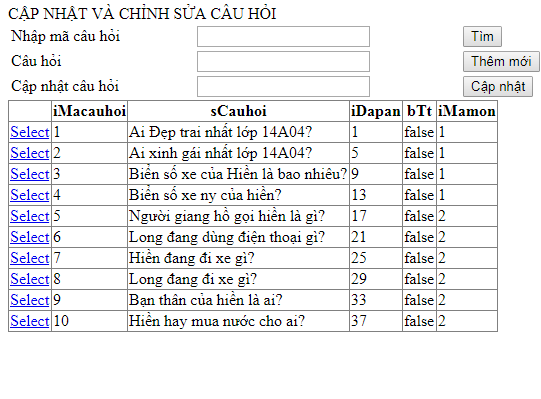 CẬP NHẬT VÀ CHỈNH SỬA CÂU HỎI
Nhập mã câu hỏi Tìm
Câu hỏi Thêm mới
Cập nhật câu hỏi Cập nhật
iMacauhoi sCauhoi iDapan bTt iMamon
Select 1 Ai Đẹp trai nhất lớp 14A04? 1 false 1
Select 2 Ai xinh gái nhất lớp 14A04? 5 false 1
Select 3 Biển số xe của Hiền là bao nhiêu? 9 false 1
Select 4 Biển số xe ny của hiền? 13 false 1
Select 5 Người giang hồ gọi hiền là gì? 17 false 2
Select 6 Long đang dùng điện thoại gì? 21 false 2
Select 7 Hiền đang đi xe gì? 25 false 2
Select 8 Long đang đi xe gì? 29 false 2
Select 9 Bạn thân của hiền là ai? 33 false 2
Select 10 Hiền hay mua nước cho ai? 37 false 2